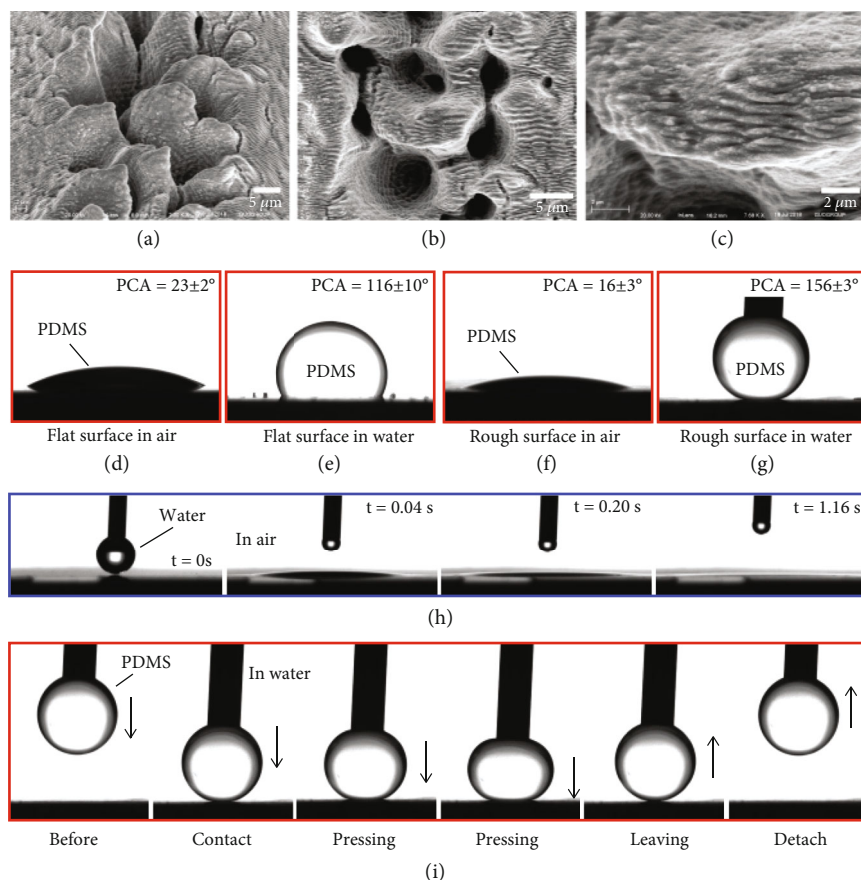 5 μm
5 μm
2 μm
(a)
(b)
(c)
PCA = 23±2°
PDMS
Flat surface in air
(d)
PCA = 116±10°
PDMS
Flat surface in water
(e)
PCA = 16±3°
PDMS
Rough surface in air
(f)
PCA = 156±3°
PDMS
Rough surface in water
(g)
Water
t = 0s
In air
t = 0.04 s
t = 0.20 s
t = 1.16 s
(h)
PDMS
In water
Before
Contact
Pressing
Pressing
Leaving
Detach
(i)